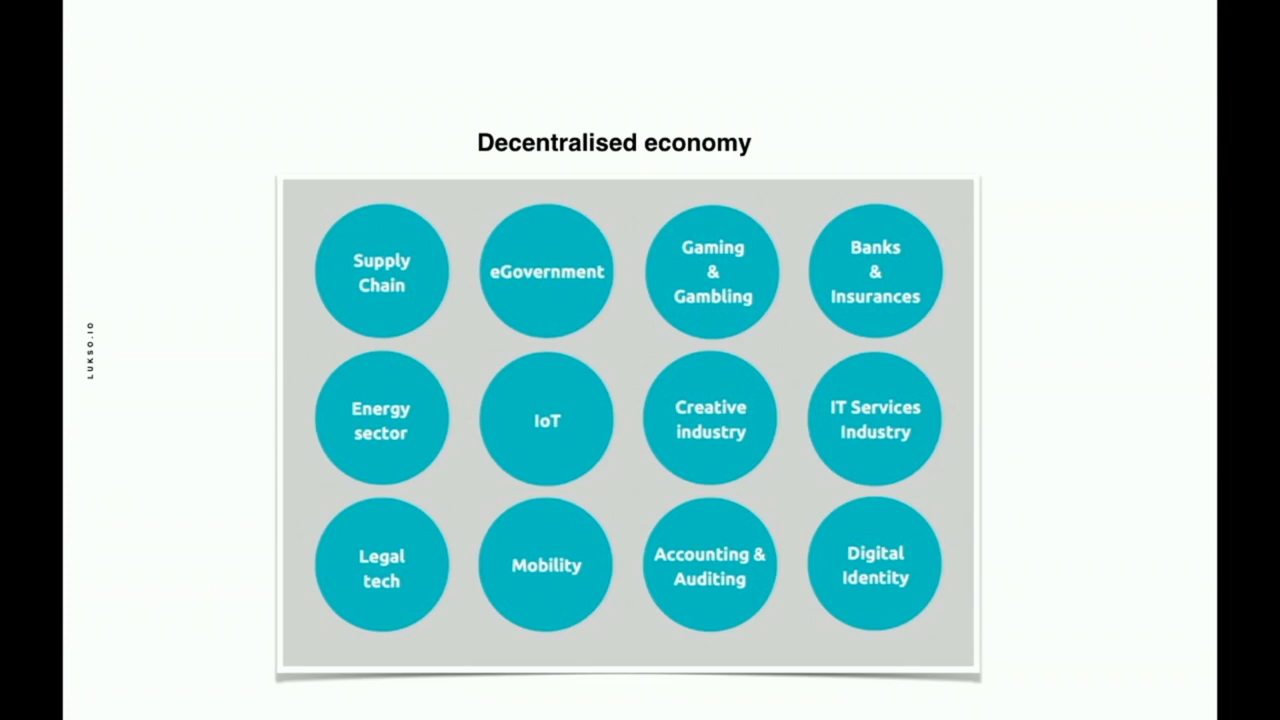 Decentralised economy
Supply
Chain
eGovernment
Gaming
&
Gambling
Banks
&
Insurances
Energy
sector
IoT
Creative
industry
IT Services
Industry
Legal
tech
Mobility
Accounting &
Auditing
Digital
Identity
LUKSO.IO